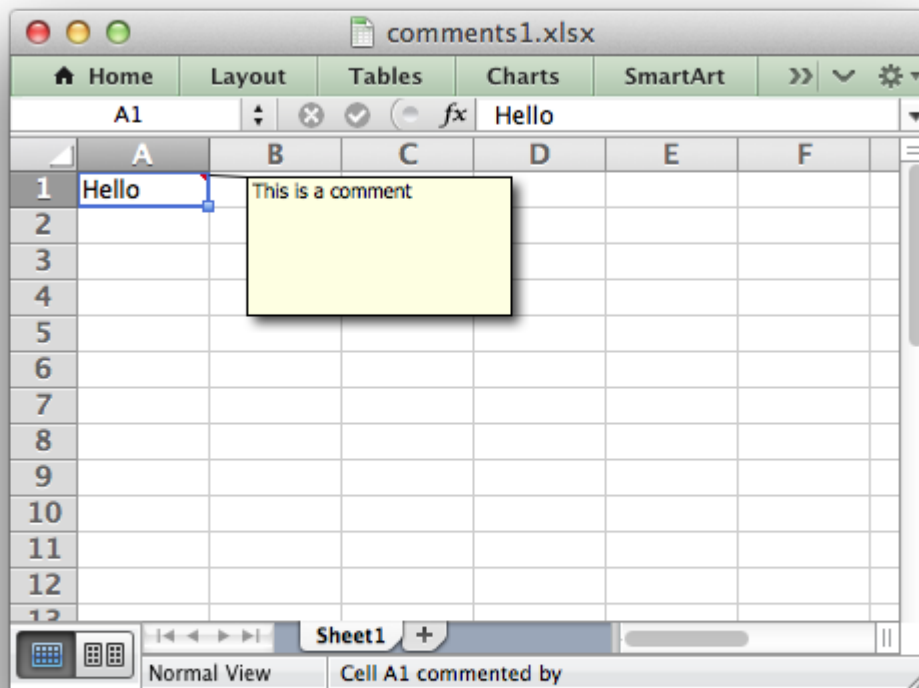 comments1.xlsx
Home Layout Tables Charts SmartArt
A1 fx Hello
A B C D E F
1 Hello This is a comment
2
3
4
5
6
7
8
9
10
11
12
13
Sheet1 +
Normal View Cell A1 commented by